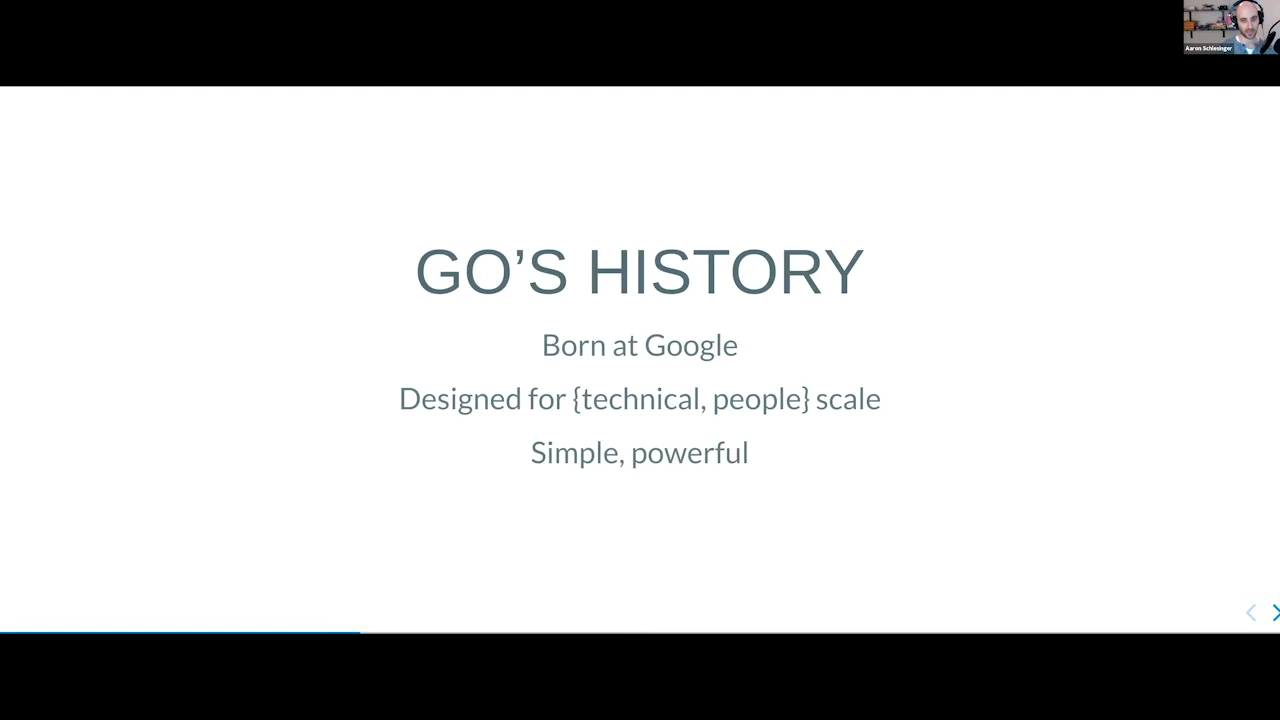 Aaron Schlesinger
GO’S HISTORY
Born at Google
Designed for {technical, people} scale
Simple, powerful